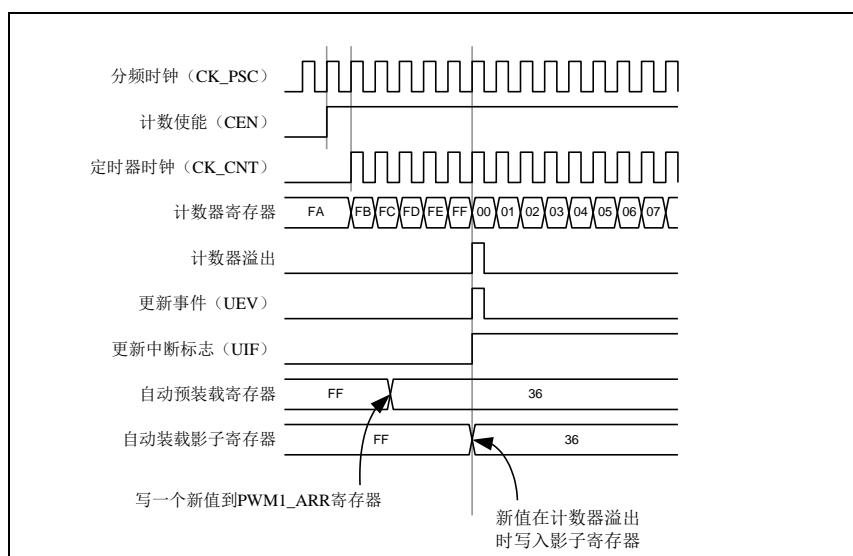 分频时钟（CK_PSC）
计数使能（CEN）
定时器时钟（CK_CNT）
计数器寄存器 FA FB FC FD FE FF 00 01 02 03 04 05 06 07
计数器溢出
更新事件（UEV）
更新中断标志（UIF）
自动预装载寄存器 FF 36
自动装载影子寄存器 FF 36
写一个新值到PWM1_ARR寄存器
新值在计数器溢出
时写入影子寄存器